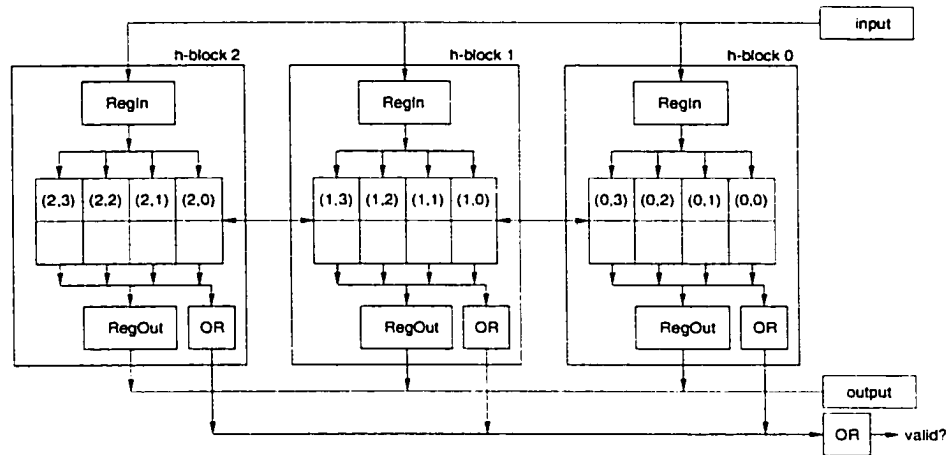 input
h-block 2
h-block 1
h-block 0
RegIn
RegIn
RegIn
(2,3) (2,2) (2,1) (2,0)
(1,3) (1,2) (1,1) (1,0)
(0,3) (0,2) (0,1) (0,0)
RegOut
OR
RegOut
OR
RegOut
OR
output
OR
valid?